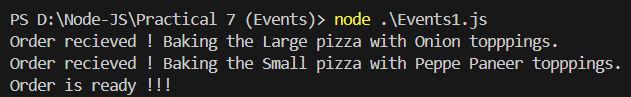 PS D:\Node-JS\Practical 7 (Events)> node .\Events1.js
Order recieved ! Baking the Large pizza with Onion topppings.
Order recieved ! Baking the Small pizza with Peppe Paneer topppings.
Order is ready !!!